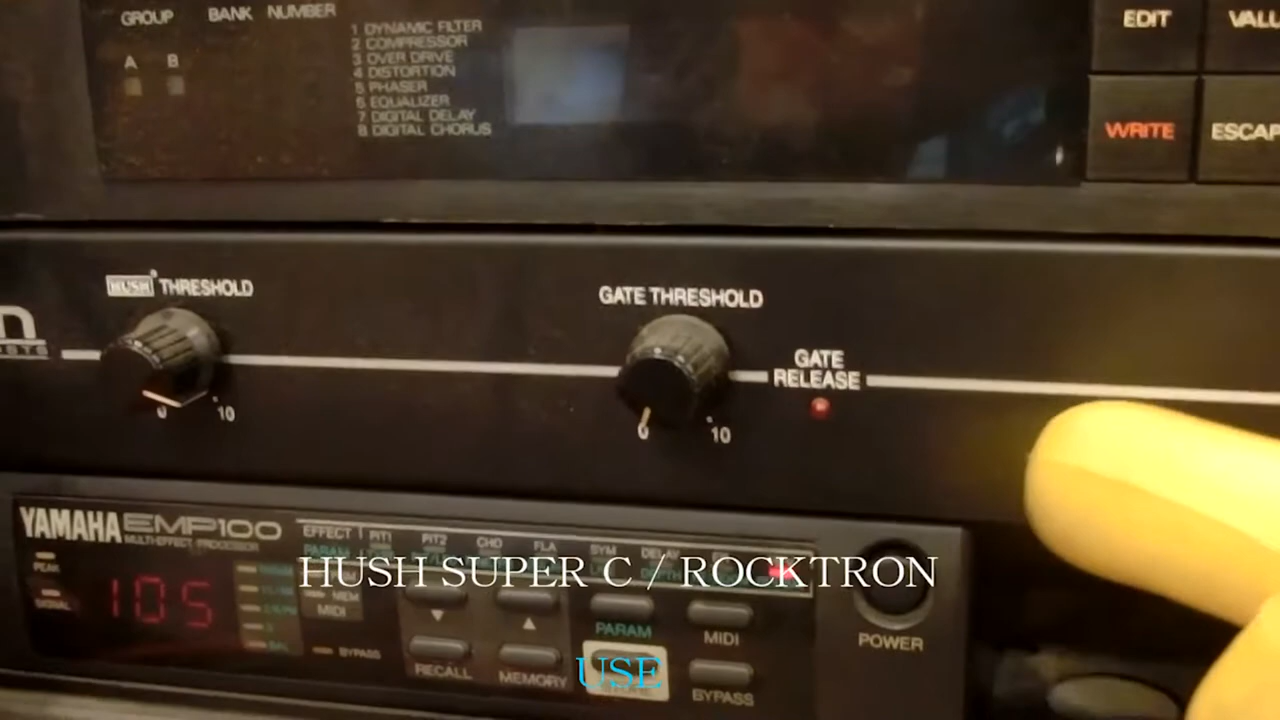 GROUP BANK NUMBER
A B
1 DYNAMIC FILTER
2 COMPRESSOR
3 OVER DRIVE
4 DISTORTION
5 PHASER
6 EQUALIZER
7 DIGITAL DELAY
8 DIGITAL CHORUS
EDIT VALU
WRITE ESCAP
HUSH THRESHOLD
0 10
GATE THRESHOLD
0 10
GATE
RELEASE
YAMAHA EMP100
MULTI-EFFECT PROCESSOR
EFFECT PIT1 PIT2 CHO FLA SYM
PEAK
SIGNAL
105
MEM
MIDI
BYPASS
HUSH SUPER C / ROCKTRON
PARAM
MIDI
POWER
RECALL MEMORY
USE
BYPASS